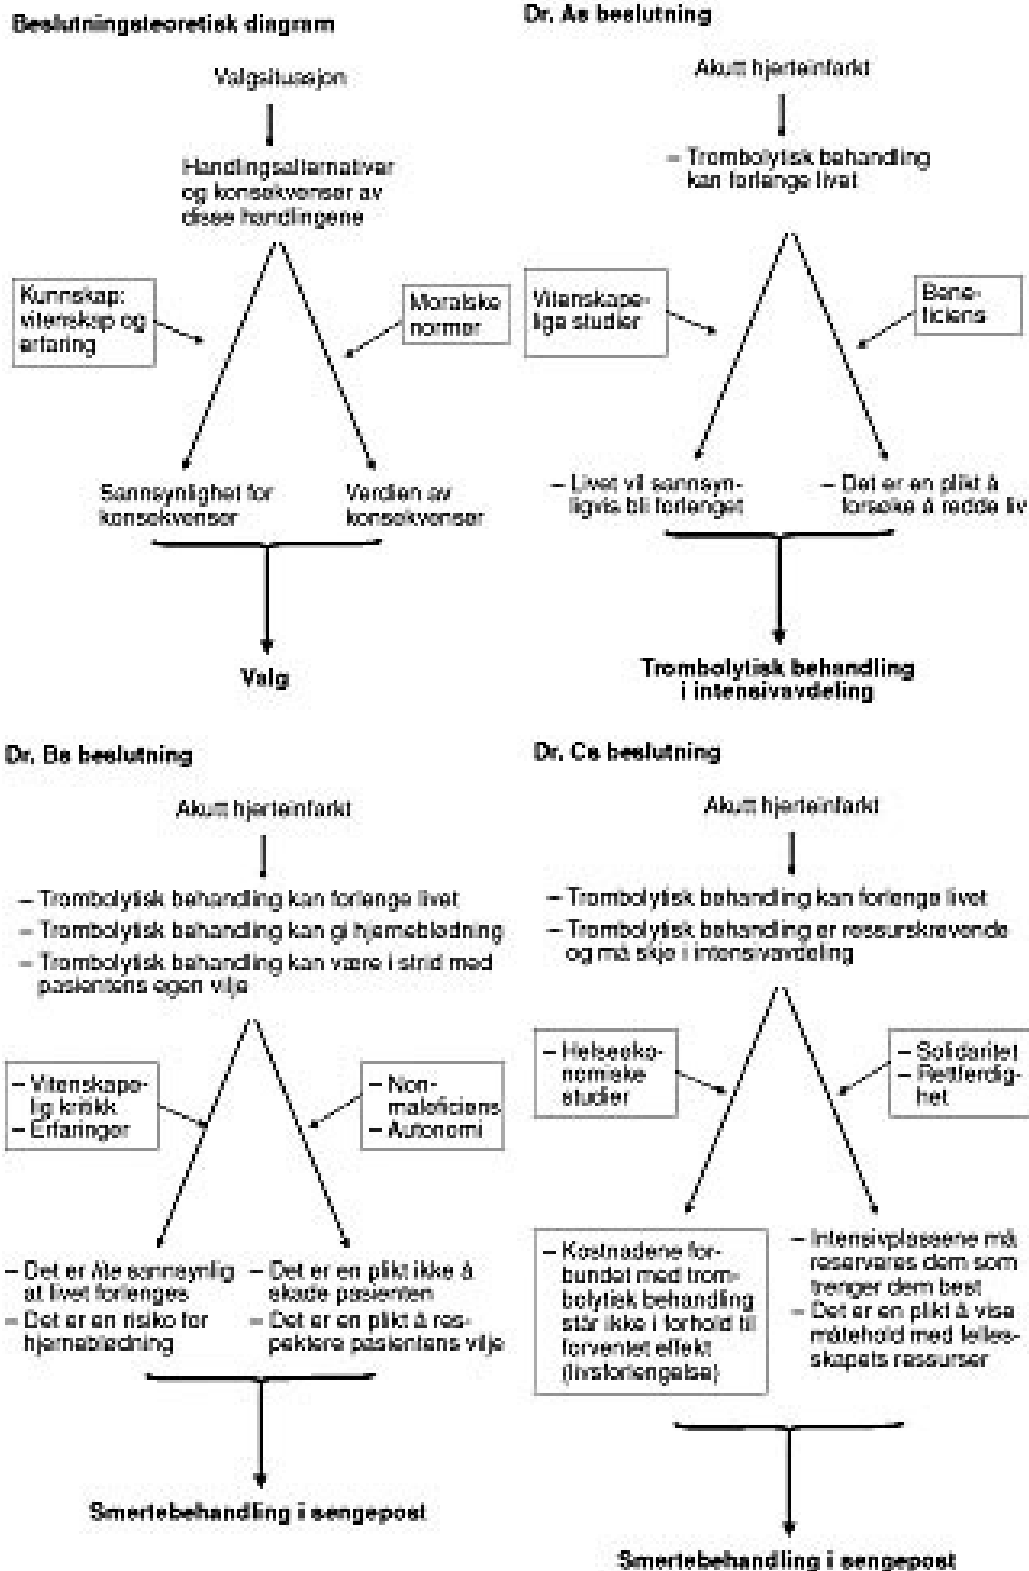 Beslutningsteoretisk diagram
Valgsituasjon
Handlingsalternativer
og konsekvenser av
disse handlingene
Kunnskap:
vitenskap og
erfaring
Moralske
normer
Sannsynlighet for
konsekvenser
Verdien av
konsekvenser
Valg
Dr. As beslutning
Akutt hjerteinfarkt
– Trombolytisk behandling
kan forlenge livet
Vitenskape-
lige studier
Bene-
ficiens
– Livet vil sannsyn-
ligvis bli forlenget
– Det er en plikt å
forsøke å redde liv
Trombolytisk behandling
i intensivavdeling
Dr. Bs beslutning
Akutt hjerteinfarkt
– Trombolytisk behandling kan forlenge livet
– Trombolytisk behandling kan gi hjerneblødning
– Trombolytisk behandling kan være i strid med
pasientens egen vilje
– Vitenskape-
lig kritikk
– Erfaringer
– Non-
maleficiens
– Autonomi
– Det er lite sannsynlig
at livet forlenges
– Det er en risiko for
hjerneblødning
– Det er en plikt ikke å
skade pasienten
– Det er en plikt å res-
pektere pasientens vilje
Smertebehandling i sengepost
Dr. Cs beslutning
Akutt hjerteinfarkt
– Trombolytisk behandling kan forlenge livet
– Trombolytisk behandling er ressurskrevende
og må skje i intensivavdeling
– Helseøko-
nomiske
studier
– Solidaritet
– Rettferdig-
het
– Kostnadene for-
bundet med trom-
bolytisk behandling
står ikke i forhold til
forventet effekt
(livsforlengelse)
– Intensivplassene må
reserveres dem som
trenger dem best
– Det er en plikt å vise
måtehold med felles-
skapets ressurser
Smertebehandling i sengepost